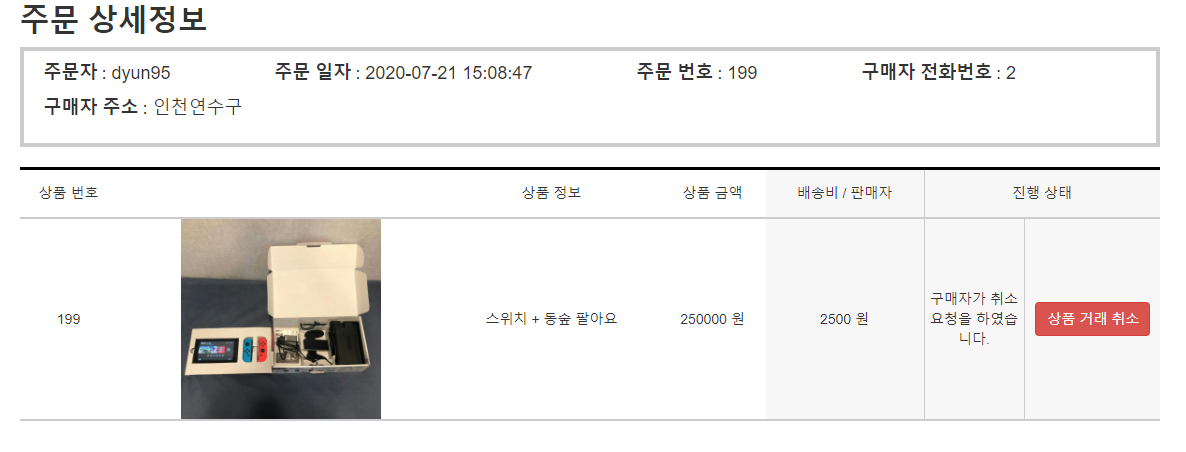 주문 상세정보
주문자 : dyun95 주문 일자 : 2020-07-21 15:08:47 주문 번호 : 199 구매자 전화번호 : 2
구매자 주소 : 인천연수구
상품 번호 상품 정보 상품 금액 배송비 / 판매자 진행 상태
199 스위치 + 동숲 팔아요 250000 원 2500 원
구매자가 취소
요청을 하였습
니다.
상품 거래 취소